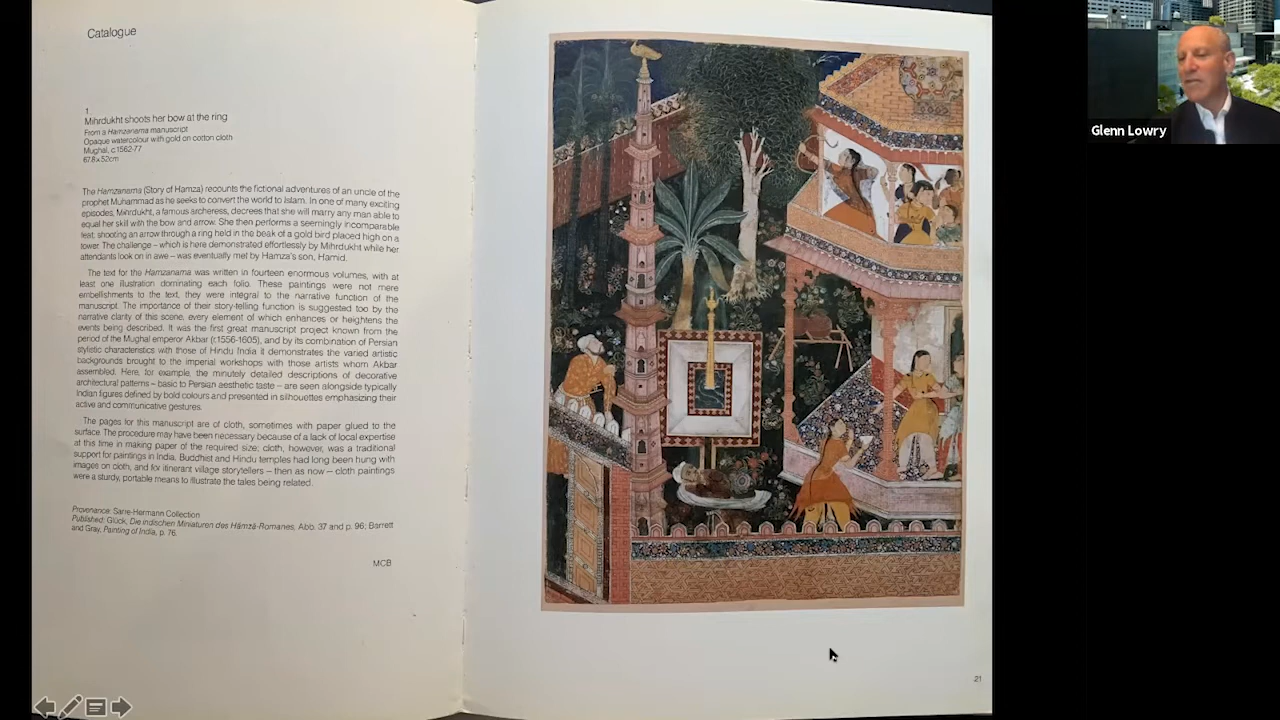 Catalogue
1
Mihrdukht shoots her bow at the ring
From a Hamzanama manuscript
Opaque watercolour with gold on cotton cloth
Mughal, c.1562-77
67.8 x 52cm
The Hamzanama (Story of Hamza) recounts the fictional adventures of an uncle of the
prophet Muhammad as he seeks to convert the world to Islam. In one of many exciting
episodes, Mihrdukht, a famous archeress, decrees that she will marry any man able to
equal her skill with the bow and arrow. She then performs a seemingly incomparable
feat, shooting an arrow through a ring held in the beak of a gold bird placed high on a
tower. The challenge – which is here demonstrated effortlessly by Mihrdukht while her
attendants look on in awe – was eventually met by Hamza's son, Hamid.
The text for the Hamzanama was written in fourteen enormous volumes, with at
least one illustration dominating each folio. These paintings were not mere
embellishments to the text, they were integral to the narrative function of the
manuscript. The importance of their story-telling function is suggested too by the
narrative clarity of this scene, every element of which enhances or heightens the
events being described. It was the first great manuscript project known from the
period of the Mughal emperor Akbar (r.1556-1605), and by its combination of Persian
stylistic characteristics with those of Hindu India it demonstrates the varied artistic
backgrounds brought to the imperial workshops with those artists whom Akbar
assembled. Here, for example, the minutely detailed descriptions of decorative
architectural patterns – basic to Persian aesthetic taste – are seen alongside typically
Indian figures defined by bold colours and presented in silhouettes emphasizing their
active and communicative gestures.
The pages for this manuscript are of cloth, sometimes with paper glued to the
surface. The procedure may have been necessary because of a lack of local expertise
at this time in making paper of the required size; cloth, however, was a traditional
support for paintings in India. Buddhist and Hindu temples had long been hung with
images on cloth, and for itinerant village storytellers – then as now – cloth paintings
were a sturdy, portable means to illustrate the tales being related.
Provenance: Sarre-Hermann Collection
Published: Glück, Die indischen Miniaturen des Hämzä-Romanes, Abb. 37 and p. 96; Barrett
and Gray, Painting of India, p. 76.
MCB
21
Glenn Lowry